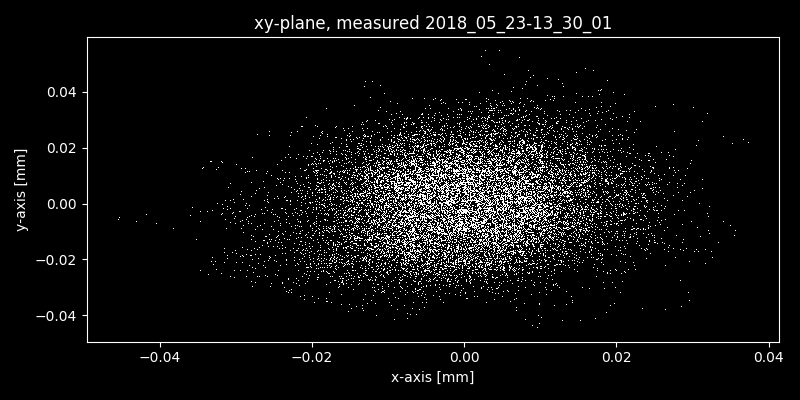 xy-plane, measured 2018_05_23-13_30_01
y-axis [mm]
0.04
0.02
0.00
−0.02
−0.04
−0.04 −0.02 0.00 0.02 0.04
x-axis [mm]